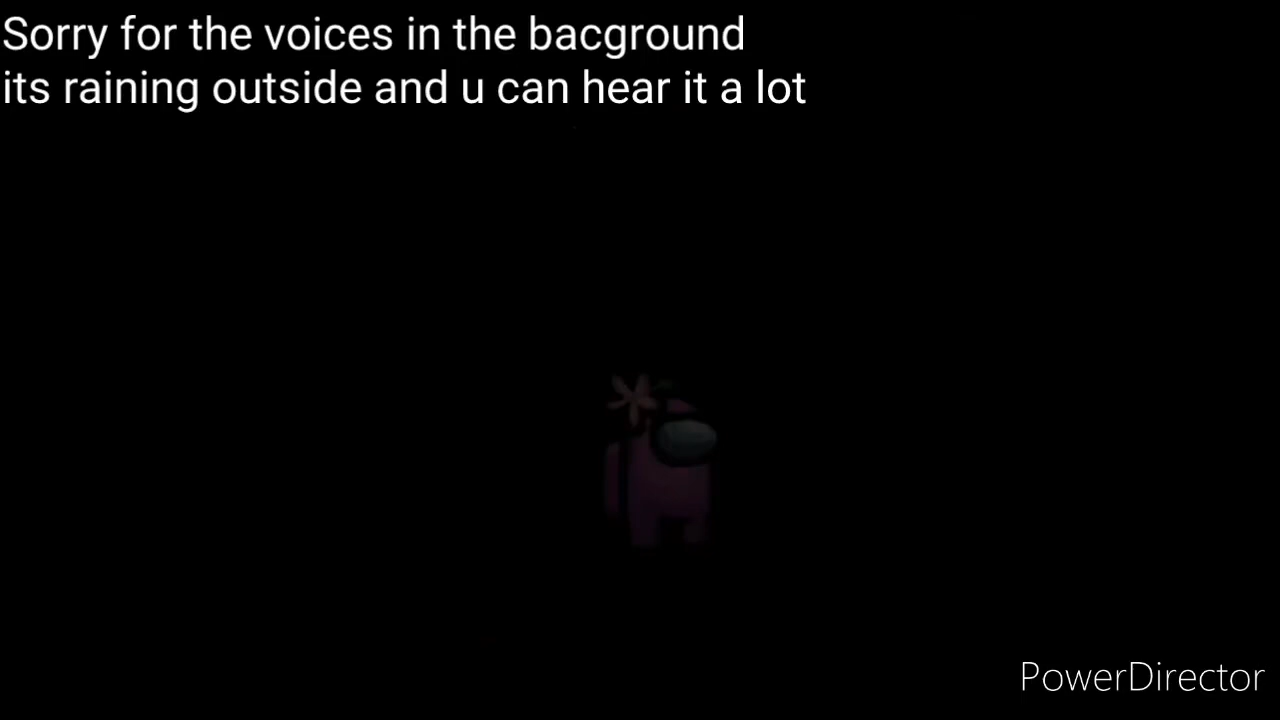 Sorry for the voices in the bacground
its raining outside and u can hear it a lot
PowerDirector